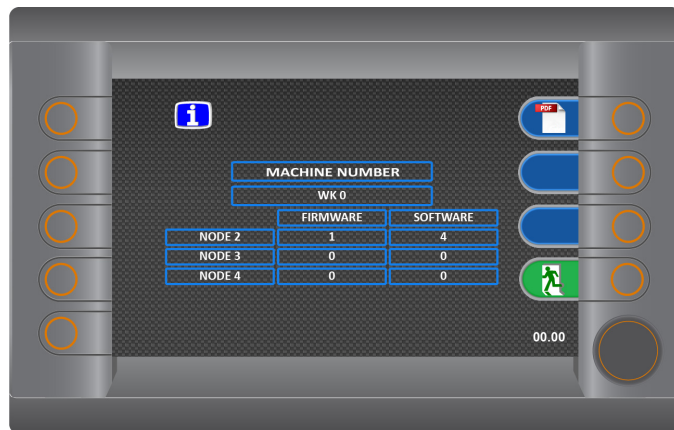 i
PDF
MACHINE NUMBER
WK 0
FIRMWARE SOFTWARE
NODE 2 1 4
NODE 3 0 0
NODE 4 0 0
00.00